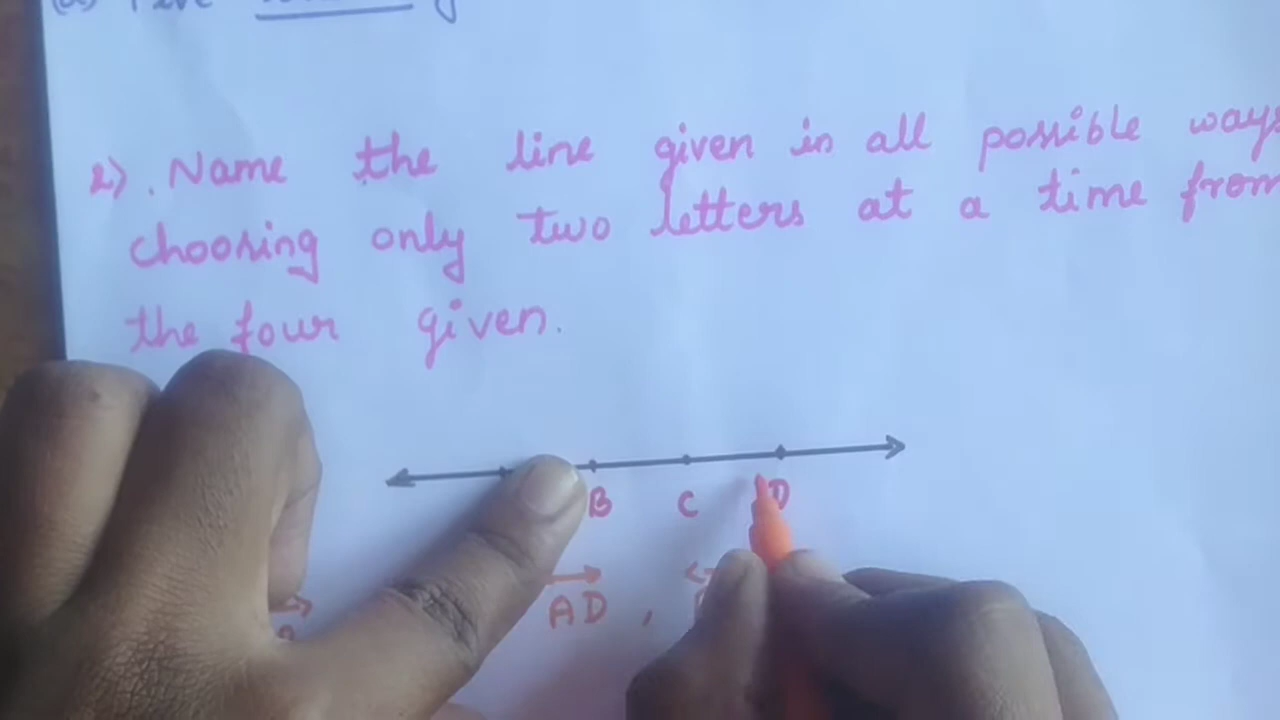 2). Name the line given in all possible ways
choosing only two letters at a time from
the four given.
B C D
AD ,